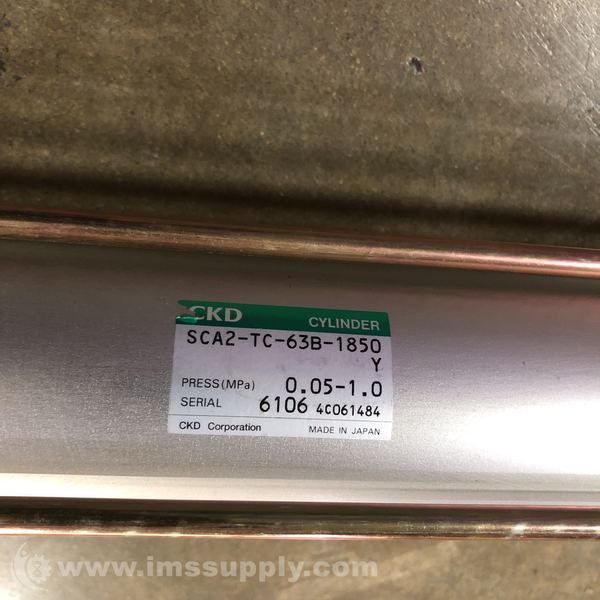 CKD CYLINDER
SCA2-TC-63B-1850
Y
PRESS(MPa) 0.05-1.0
SERIAL 6106 4C061484
CKD Corporation MADE IN JAPAN
© www.imssupply.com